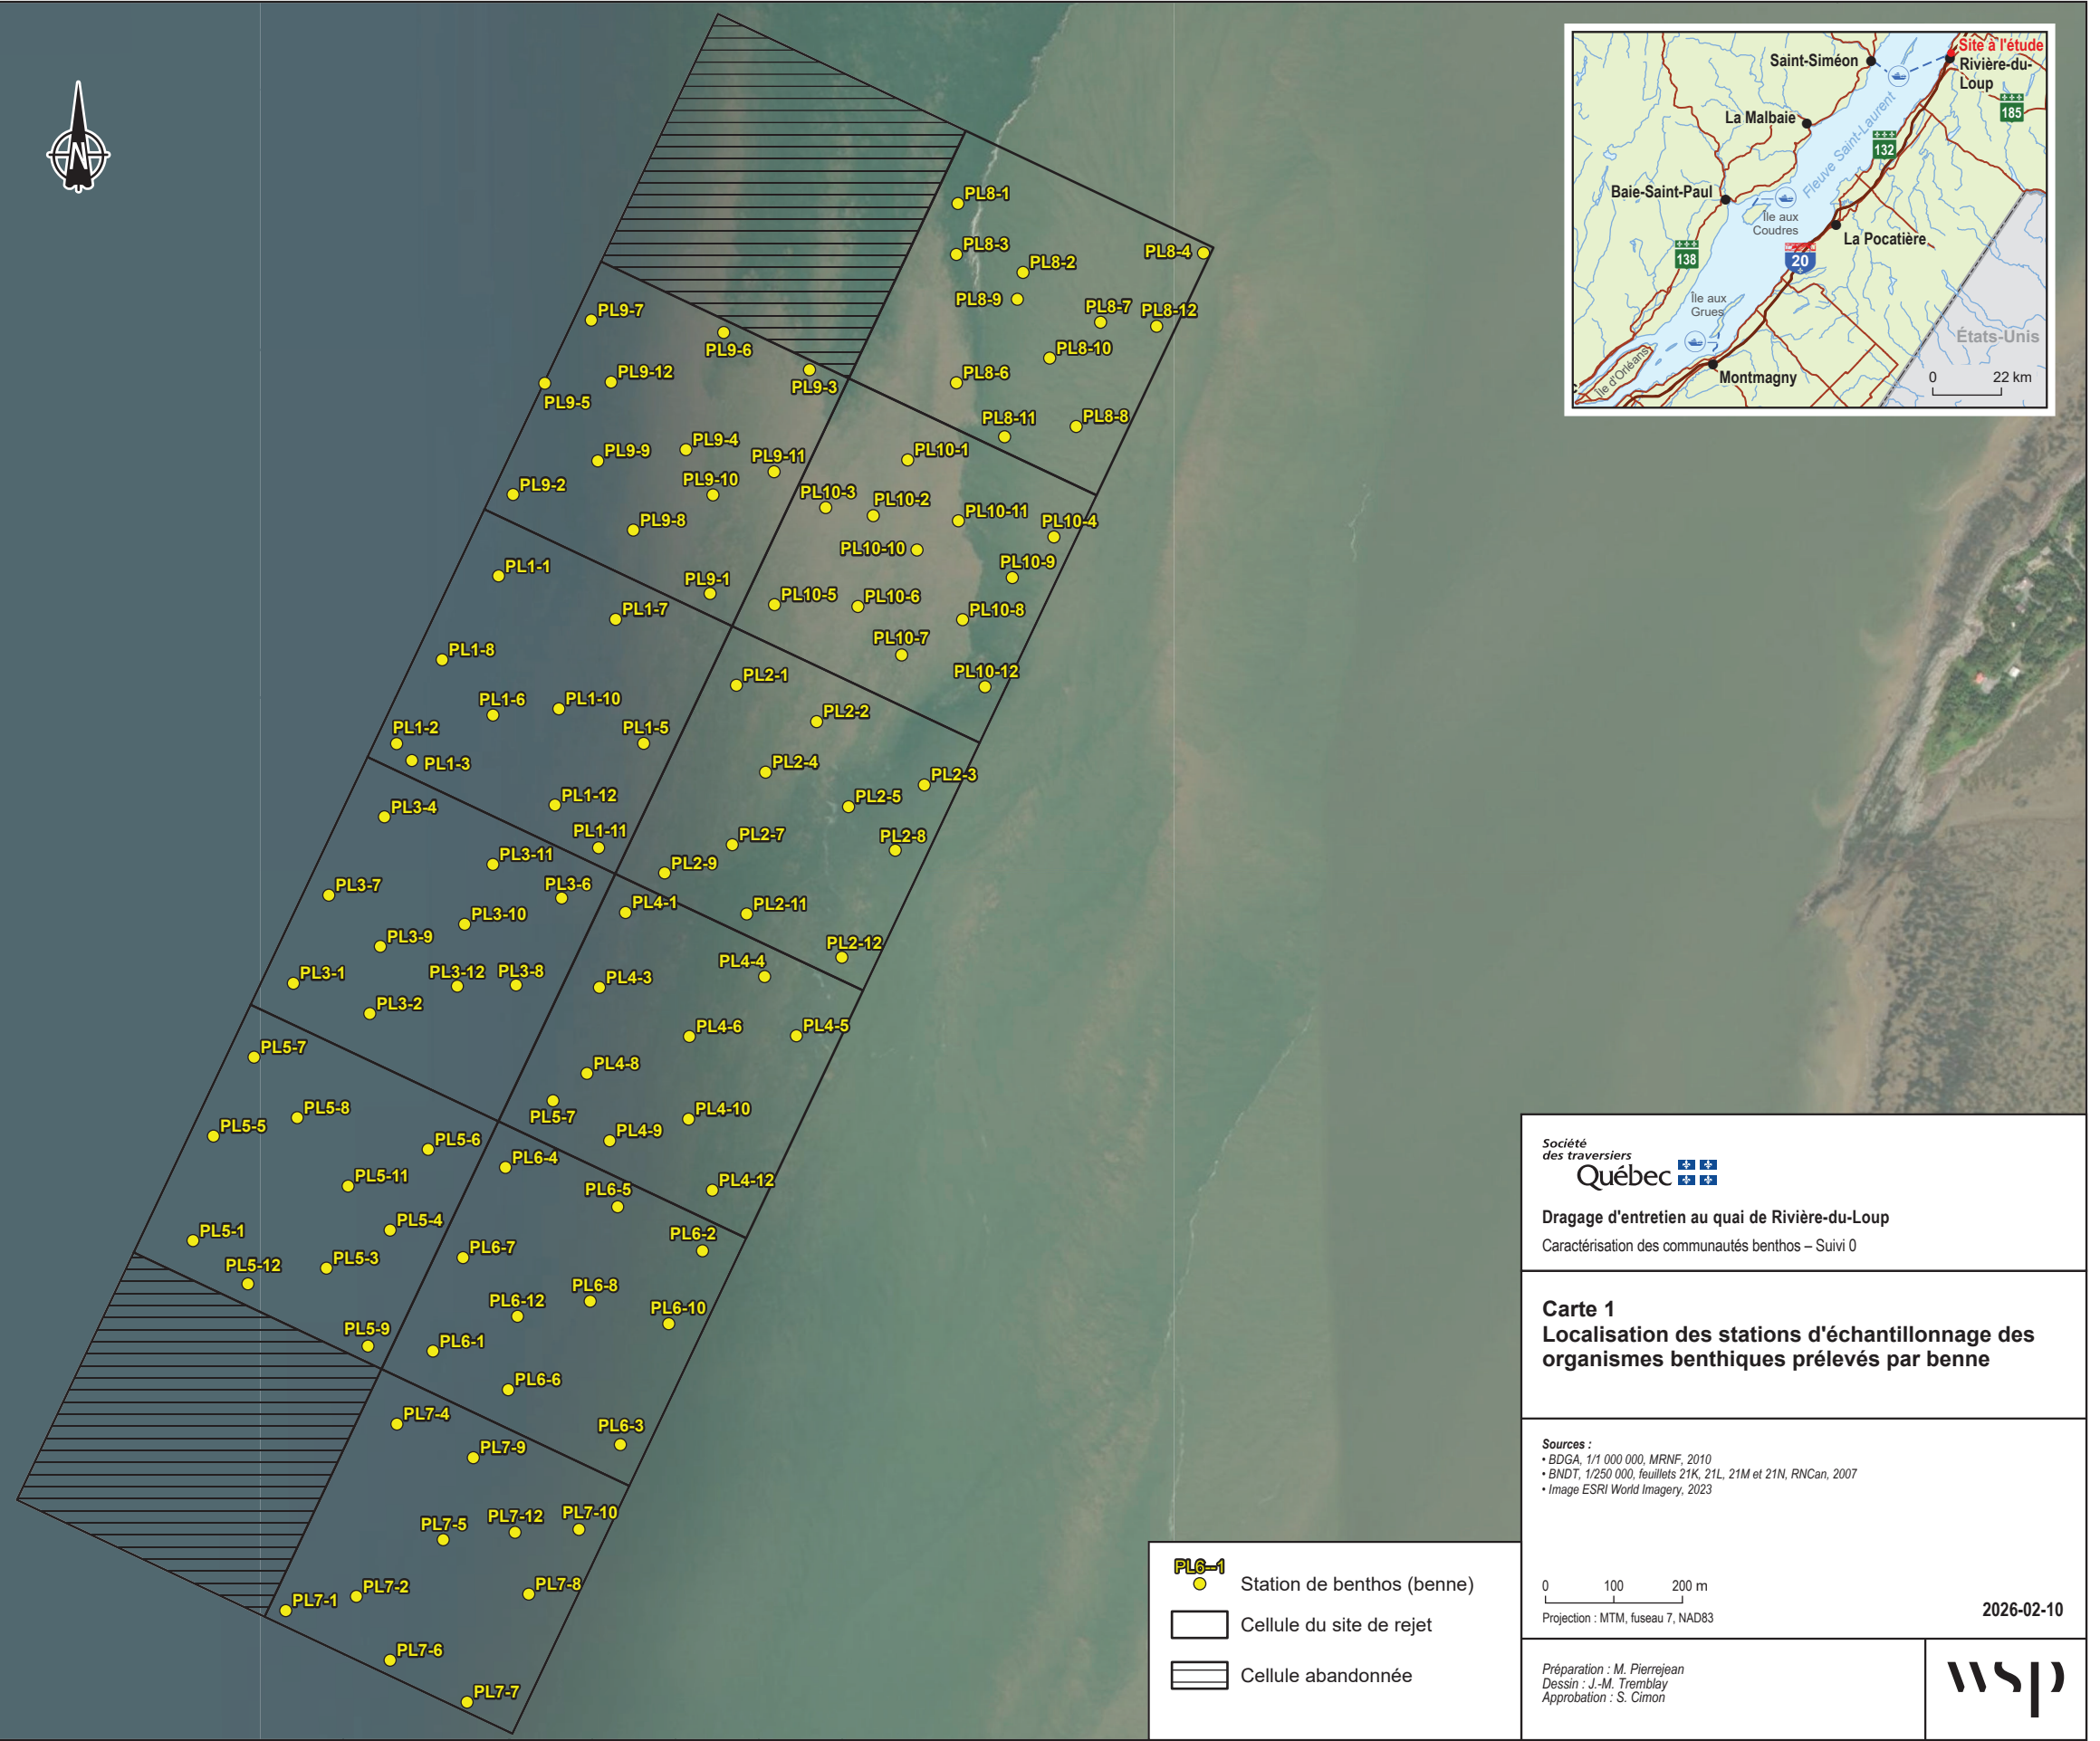 N
PL8-1
PL8-3
PL8-2
PL8-4
PL8-9
PL8-7
PL8-12
PL8-10
PL8-6
PL8-11
PL8-8
PL9-7
PL9-6
PL9-3
PL9-12
PL9-5
PL9-4
PL9-9
PL9-11
PL9-10
PL9-2
PL9-8
PL9-1
PL10-1
PL10-3
PL10-2
PL10-11
PL10-4
PL10-10
PL10-9
PL10-5
PL10-6
PL10-8
PL10-7
PL10-12
PL1-1
PL1-7
PL1-8
PL1-6
PL1-10
PL1-2
PL1-5
PL1-3
PL1-12
PL1-11
PL2-1
PL2-2
PL2-4
PL2-3
PL2-5
PL2-7
PL2-8
PL2-9
PL2-11
PL2-12
PL3-4
PL3-11
PL3-7
PL3-6
PL3-10
PL3-9
PL3-1
PL3-12
PL3-8
PL3-2
PL4-1
PL4-4
PL4-3
PL4-6
PL4-5
PL4-8
PL5-7
PL4-10
PL4-9
PL4-12
PL5-7
PL5-8
PL5-5
PL5-6
PL5-11
PL5-4
PL5-1
PL5-3
PL5-12
PL5-9
PL6-4
PL6-5
PL6-2
PL6-7
PL6-8
PL6-12
PL6-10
PL6-1
PL6-6
PL6-3
PL7-4
PL7-9
PL7-12
PL7-10
PL7-5
PL7-8
PL7-2
PL7-1
PL7-6
PL7-7
Site à l'étude
Saint-Siméon
Rivière-du-
Loup
185
La Malbaie
132
Fleuve Saint-Laurent
Baie-Saint-Paul
Île aux
Coudres
La Pocatière
138
20
Île aux
Grues
États-Unis
Île d'Orléans
Montmagny
0 22 km
PL6--1
Station de benthos (benne)
Cellule du site de rejet
Cellule abandonnée
Société
des traversiers
Québec
Dragage d'entretien au quai de Rivière-du-Loup
Caractérisation des communautés benthos – Suivi 0
Carte 1
Localisation des stations d'échantillonnage des
organismes benthiques prélevés par benne
Sources :
• BDGA, 1/1 000 000, MRNF, 2010
• BNDT, 1/250 000, feuillets 21K, 21L, 21M et 21N, RNCan, 2007
• Image ESRI World Imagery, 2023
0 100 200 m
Projection : MTM, fuseau 7, NAD83
2026-02-10
Préparation : M. Pierrejean
Dessin : J.-M. Tremblay
Approbation : S. Cimon
wsp